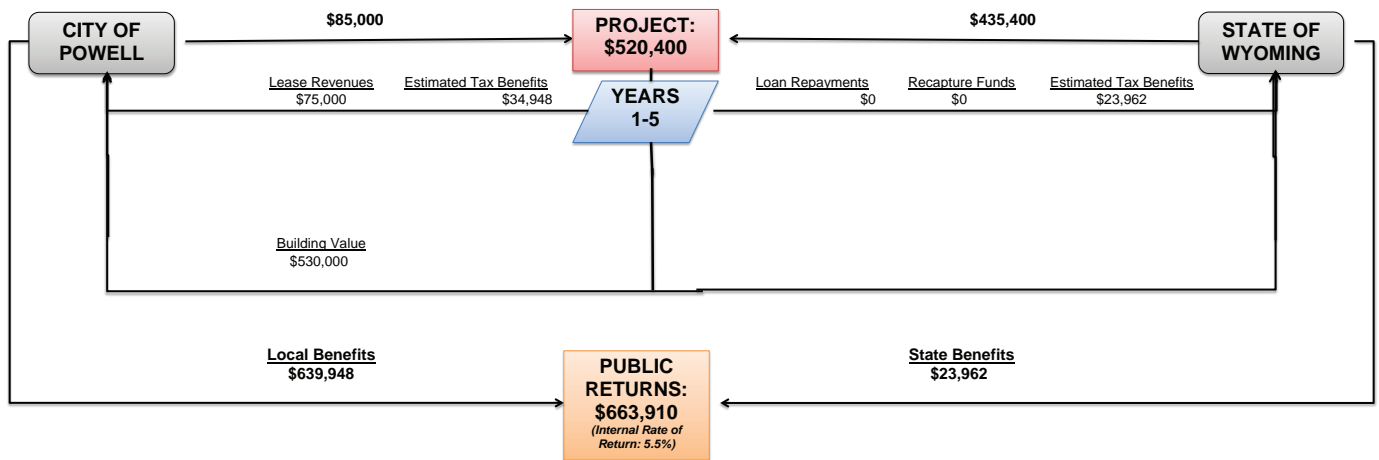 $85,000
$435,400
CITY OF
POWELL
PROJECT:
$520,400
STATE OF
WYOMING
Lease Revenues
$75,000
Estimated Tax Benefits
$34,948
YEARS
1-5
Loan Repayments
$0
Recapture Funds
$0
Estimated Tax Benefits
$23,962
Building Value
$530,000
Local Benefits
$639,948
PUBLIC
RETURNS:
$663,910
(Internal Rate of
Return: 5.5%)
State Benefits
$23,962